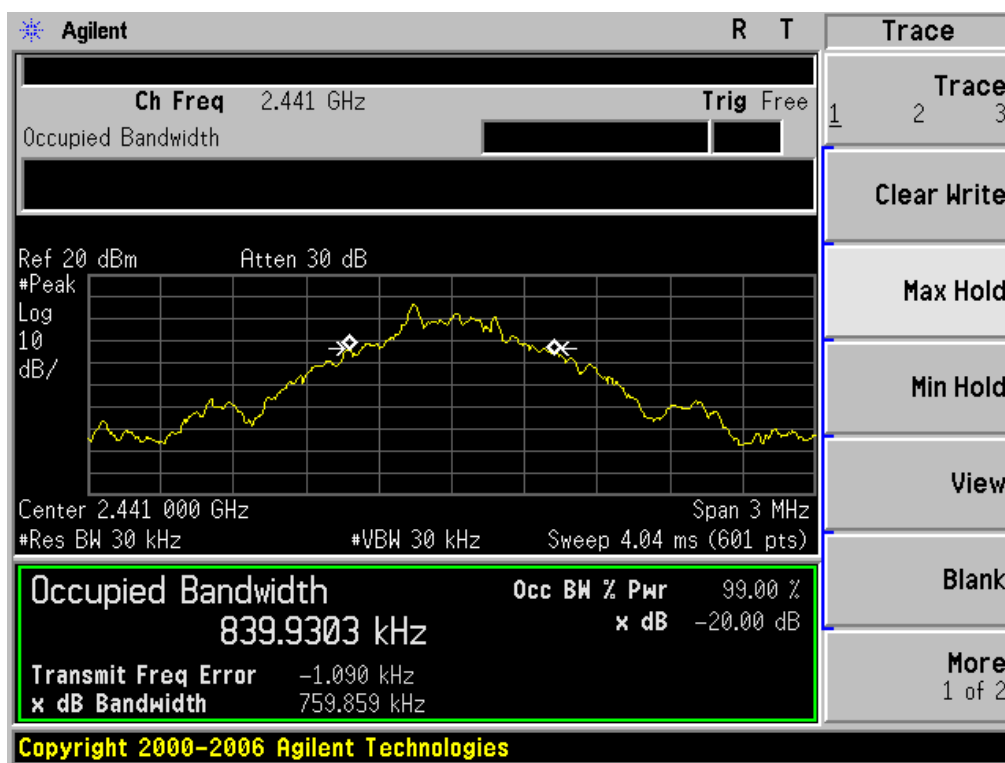 Agilent R T Trace
Ch Freq 2.441 GHz Trig Free
Occupied Bandwidth
Trace
1 2 3
Clear Write
Max Hold
Min Hold
View
Blank
More
1 of 2
Ref 20 dBm Atten 30 dB
#Peak
Log
10
dB/
Center 2.441 000 GHz Span 3 MHz
#Res BW 30 kHz #VBW 30 kHz Sweep 4.04 ms (601 pts)
Occupied Bandwidth Occ BW % Pwr 99.00 %
839.9303 kHz x dB -20.00 dB
Transmit Freq Error -1.090 kHz
x dB Bandwidth 759.859 kHz
Copyright 2000-2006 Agilent Technologies